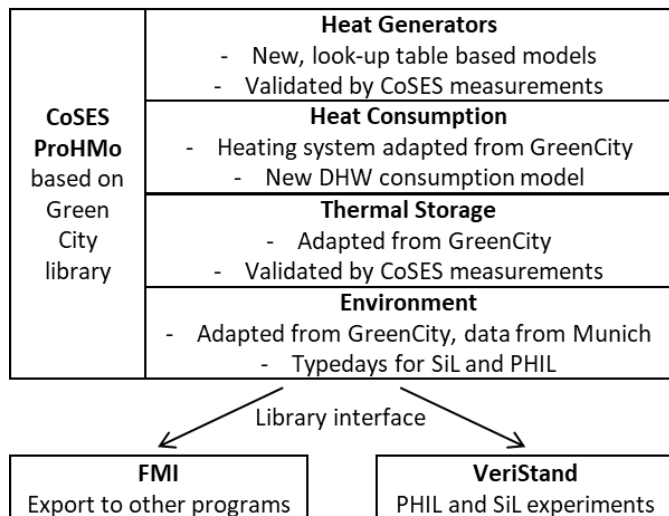 CoSES
ProHMo
based on
Green
City
library
Heat Generators
- New, look-up table based models
- Validated by CoSES measurements
Heat Consumption
- Heating system adapted from GreenCity
- New DHW consumption model
Thermal Storage
- Adapted from GreenCity
- Validated by CoSES measurements
Environment
- Adapted from GreenCity, data from Munich
- Typedays for SiL and PHIL
Library interface
FMI
Export to other programs
VeriStand
PHIL and SiL experiments